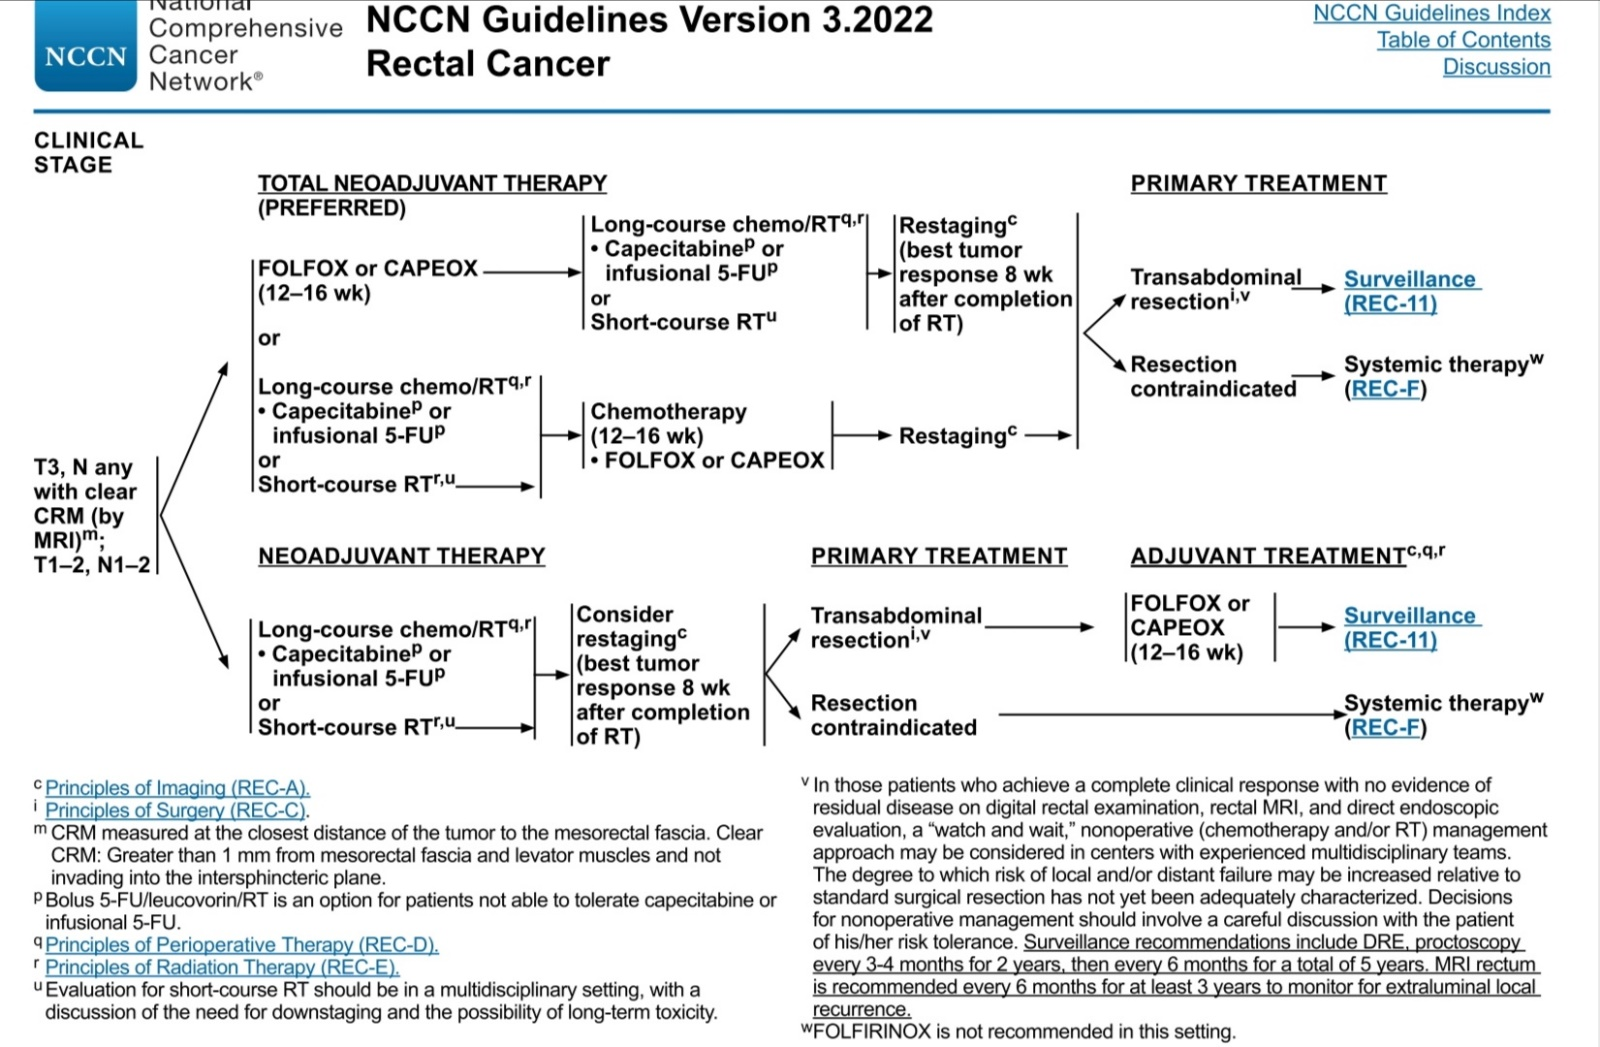 National
Comprehensive
Cancer
Network®
NCCN
NCCN Guidelines Version 3.2022
Rectal Cancer
NCCN Guidelines Index
Table of Contents
Discussion
CLINICAL
STAGE
TOTAL NEOADJUVANT THERAPY
(PREFERRED)
PRIMARY TREATMENT
FOLFOX or CAPEOX
(12–16 wk)
or
Long-course chemo/RTq,r
• Capecitabinep or
infusional 5-FUp
or
Short-course RTr,u
Long-course chemo/RTq,r
• Capecitabinep or
infusional 5-FUp
or
Short-course RTu
Restagingc
(best tumor
response 8 wk
after completion
of RT)
Chemotherapy
(12–16 wk)
• FOLFOX or CAPEOX
Restagingc
Transabdominal
resectioni,v
Surveillance
(REC-11)
Resection
contraindicated
Systemic therapyw
(REC-F)
T3, N any
with clear
CRM (by
MRI)m;
T1–2, N1–2
NEOADJUVANT THERAPY
PRIMARY TREATMENT
ADJUVANT TREATMENTc,q,r
Long-course chemo/RTq,r
• Capecitabinep or
infusional 5-FUp
or
Short-course RTr,u
Consider
restagingc
(best tumor
response 8 wk
after completion
of RT)
Transabdominal
resectioni,v
FOLFOX or
CAPEOX
(12–16 wk)
Surveillance
(REC-11)
Resection
contraindicated
Systemic therapyw
(REC-F)
c Principles of Imaging (REC-A).
i Principles of Surgery (REC-C).
m CRM measured at the closest distance of the tumor to the mesorectal fascia. Clear
CRM: Greater than 1 mm from mesorectal fascia and levator muscles and not
invading into the intersphincteric plane.
p Bolus 5-FU/leucovorin/RT is an option for patients not able to tolerate capecitabine or
infusional 5-FU.
q Principles of Perioperative Therapy (REC-D).
r Principles of Radiation Therapy (REC-E).
u Evaluation for short-course RT should be in a multidisciplinary setting, with a
discussion of the need for downstaging and the possibility of long-term toxicity.
v In those patients who achieve a complete clinical response with no evidence of
residual disease on digital rectal examination, rectal MRI, and direct endoscopic
evaluation, a “watch and wait,” nonoperative (chemotherapy and/or RT) management
approach may be considered in centers with experienced multidisciplinary teams.
The degree to which risk of local and/or distant failure may be increased relative to
standard surgical resection has not yet been adequately characterized. Decisions
for nonoperative management should involve a careful discussion with the patient
of his/her risk tolerance. Surveillance recommendations include DRE, proctoscopy
every 3-4 months for 2 years, then every 6 months for a total of 5 years. MRI rectum
is recommended every 6 months for at least 3 years to monitor for extraluminal local
recurrence.
wFOLFIRINOX is not recommended in this setting.